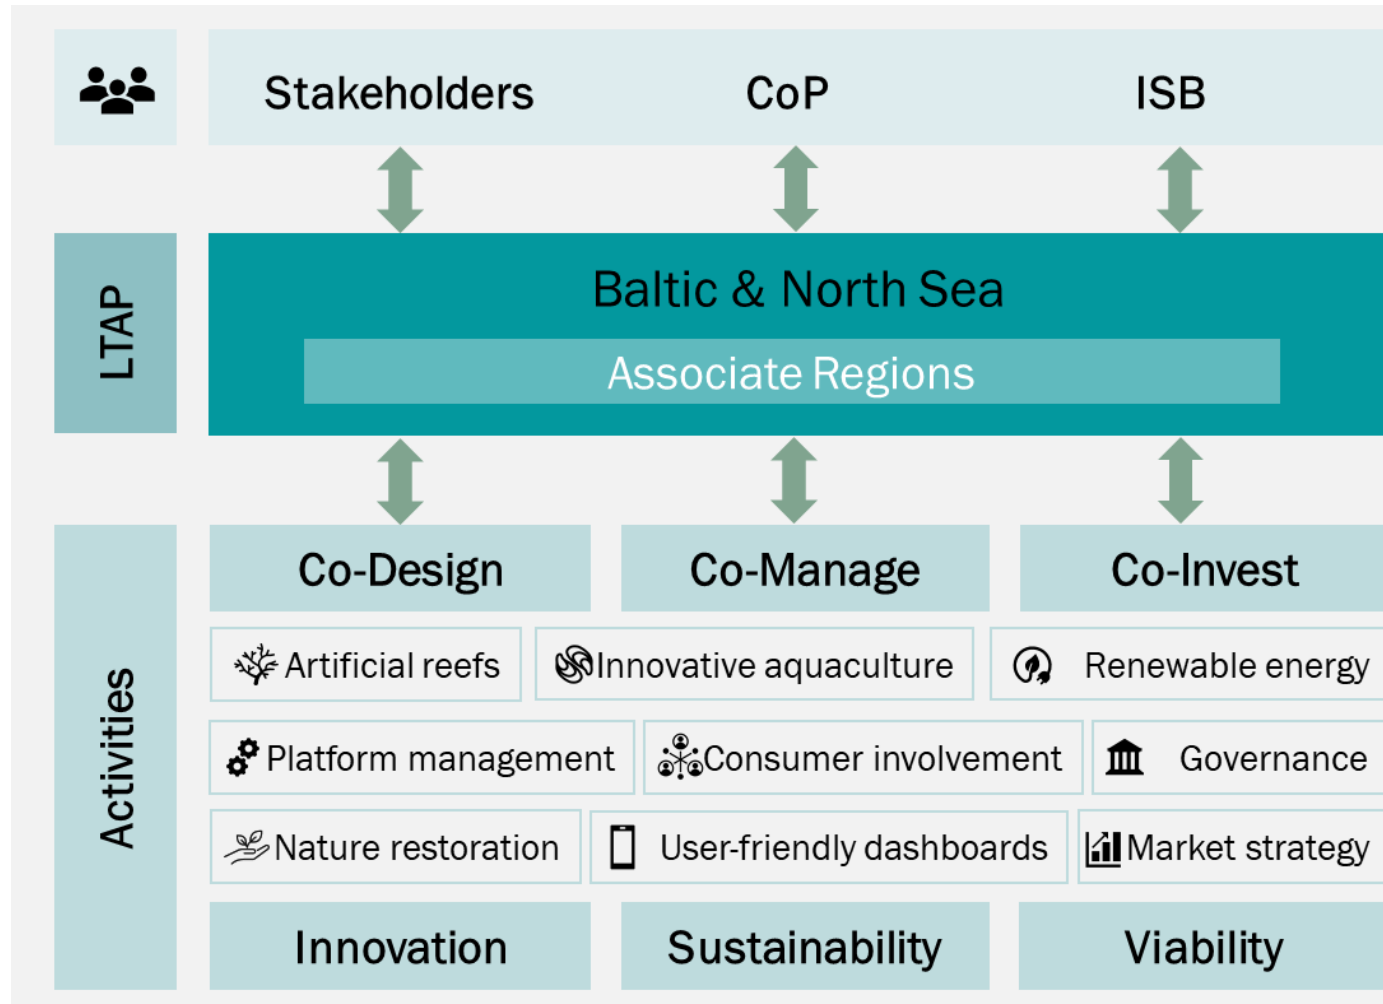 Stakeholders CoP ISB
LTAP
Baltic & North Sea
Associate Regions
Activities
Co-Design Co-Manage Co-Invest
Artificial reefs Innovative aquaculture Renewable energy
Platform management Consumer involvement Governance
Nature restoration User-friendly dashboards Market strategy
Innovation Sustainability Viability